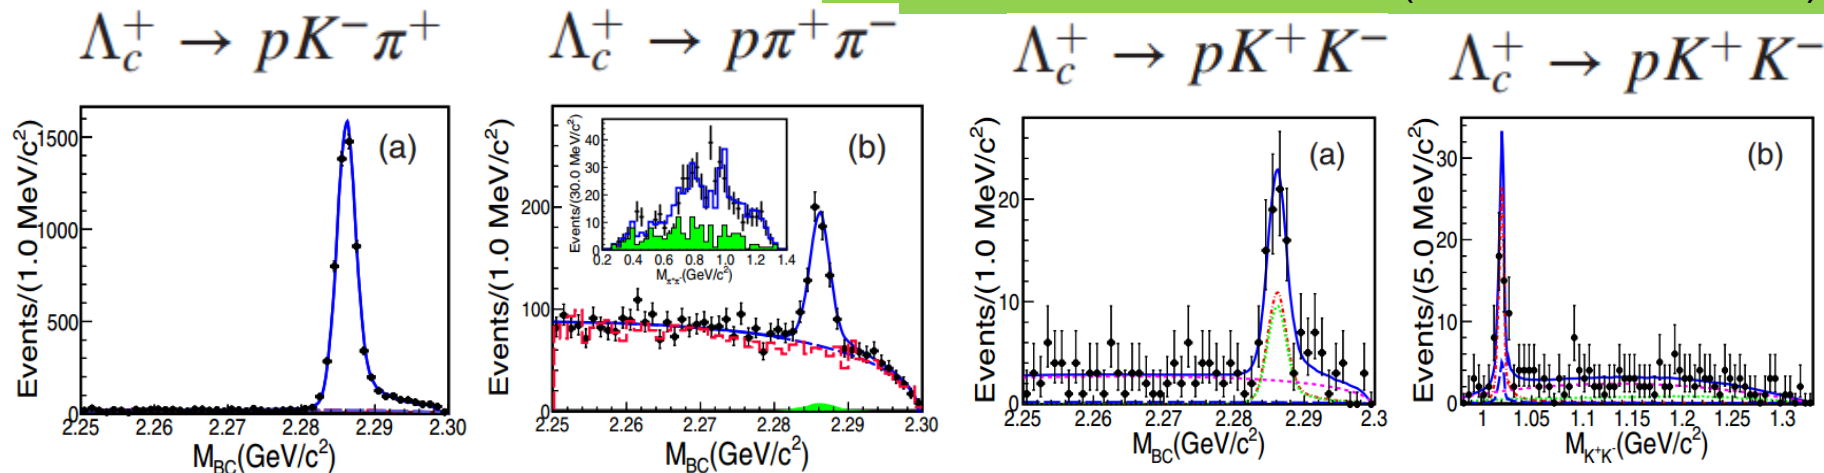 Λc+ → pK−π+
Λc+ → pπ+π−
Λc+ → pK+K−
Λc+ → pK+K−
(a)
Events/(1.0 MeV/c2)
1500
1000
500
0
2.25 2.26 2.27 2.28 2.29 2.30
MBC(GeV/c2)
(b)
Events/(1.0 MeV/c2)
200
100
0
2.25 2.26 2.27 2.28 2.29 2.30
MBC(GeV/c2)
Events/(30.0 MeV/c2)
40
30
20
10
0
0.2 0.4 0.6 0.8 1.0 1.2 1.4
Mπ+π-(GeV/c2)
(a)
Events/(1.0 MeV/c2)
20
10
0
2.25 2.26 2.27 2.28 2.29 2.3
MBC(GeV/c2)
(b)
Events/(5.0 MeV/c2)
30
20
10
0
1 1.05 1.1 1.15 1.2 1.25 1.3
MK+K-(GeV/c2)